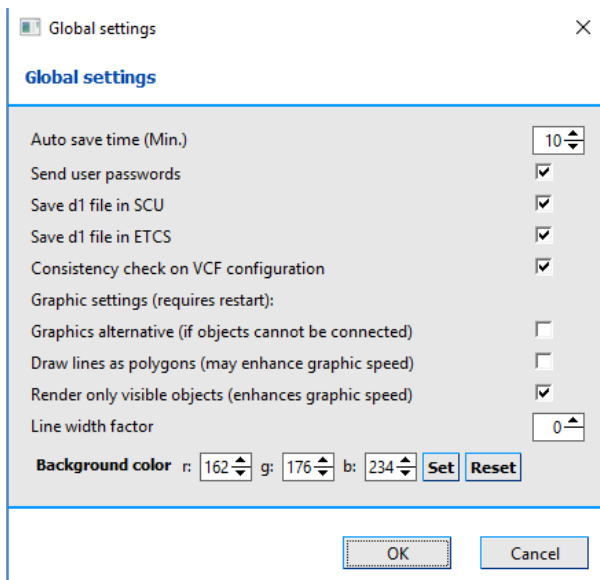 Global settings
Global settings
Auto save time (Min.) 10
Send user passwords
Save d1 file in SCU
Save d1 file in ETCS
Consistency check on VCF configuration
Graphic settings (requires restart):
Graphics alternative (if objects cannot be connected)
Draw lines as polygons (may enhance graphic speed)
Render only visible objects (enhances graphic speed)
Line width factor 0
Background color r: 162 g: 176 b: 234 Set Reset
OK Cancel